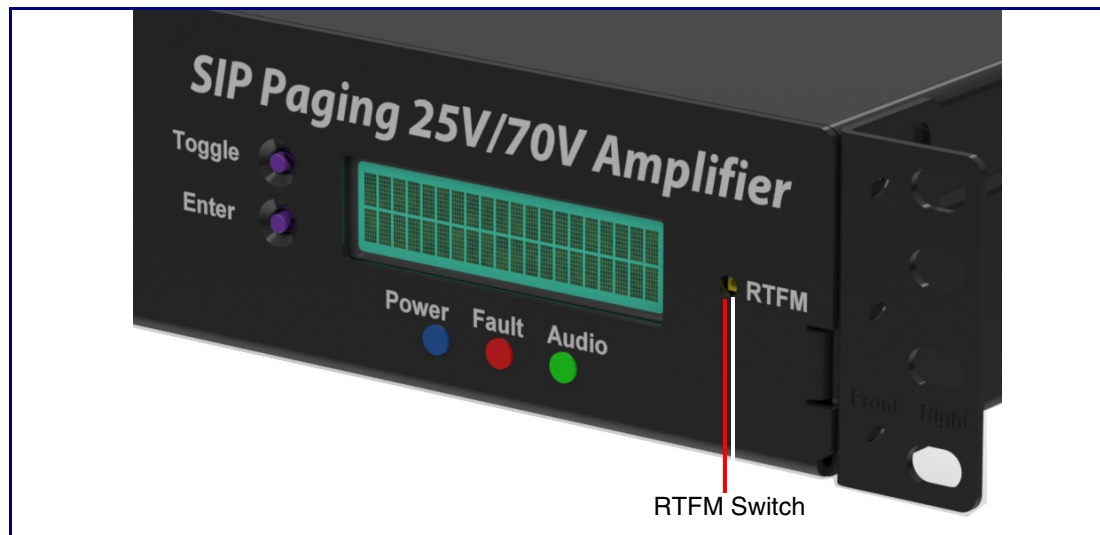 SIP Paging 25V/70V Amplifier
Toggle
Enter
Power Fault Audio
RTFM
Front Right
RTFM Switch